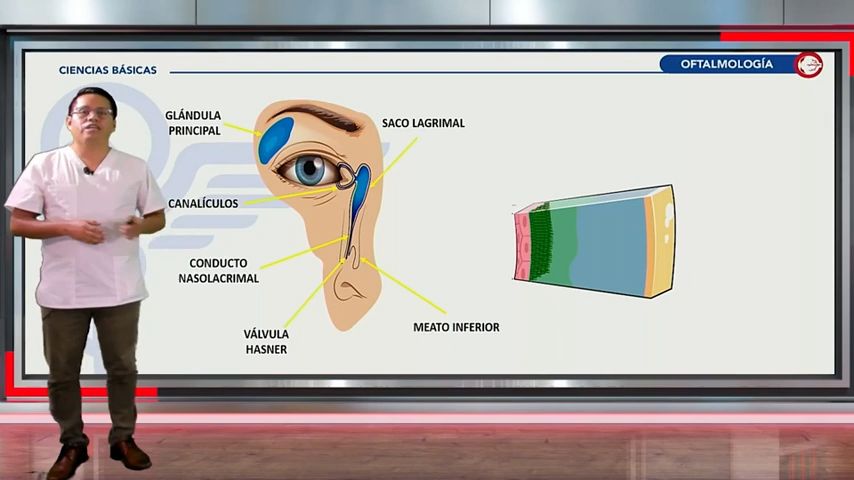 CIENCIAS BÁSICAS
OFTALMOLOGÍA
GLÁNDULA
PRINCIPAL
SACO LAGRIMAL
CANALÍCULOS
CONDUCTO
NASOLACRIMAL
VÁLVULA
HASNER
MEATO INFERIOR